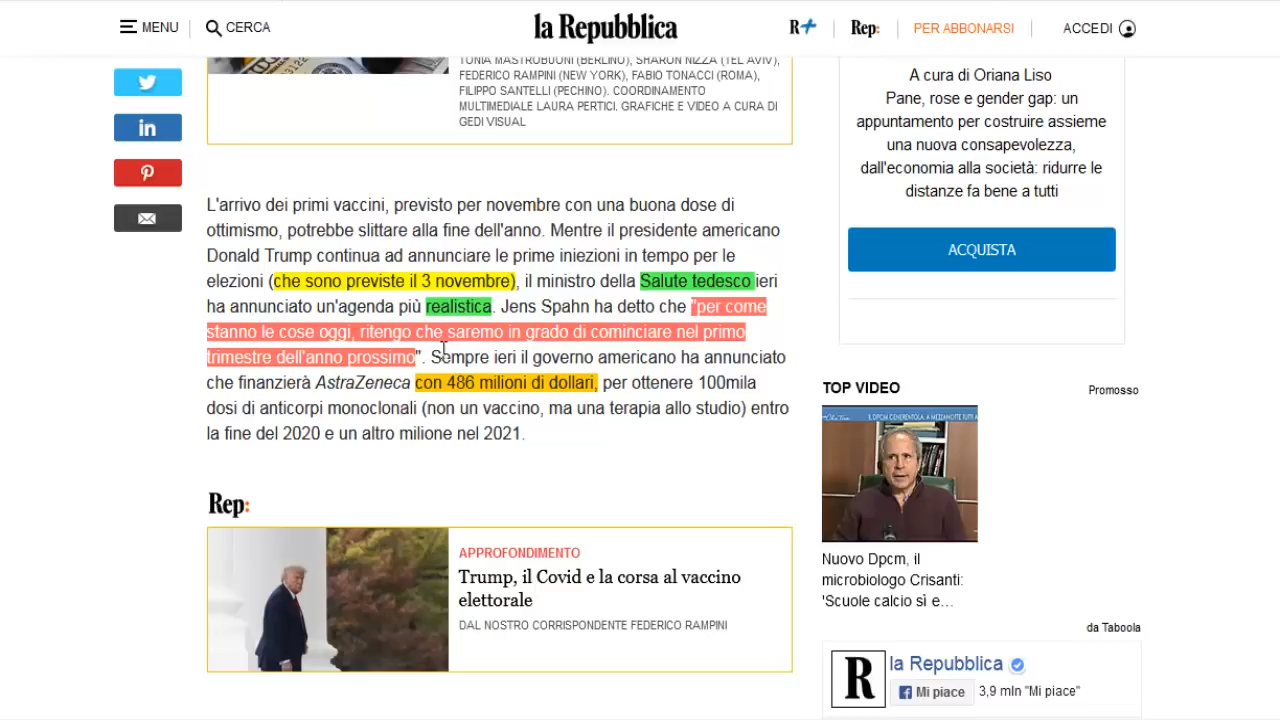 MENU
CERCA
la Repubblica
R+
Rep:
PER ABBONARSI
ACCEDI
TONIA MASTROBUONI (BERLINO), SHARON NIZZA (TEL AVIV),
FEDERICO RAMPINI (NEW YORK), FABIO TONACCI (ROMA),
FILIPPO SANTELLI (PECHINO). COORDINAMENTO
MULTIMEDIALE LAURA PERTICI. GRAFICHE E VIDEO A CURA DI
GEDI VISUAL
L'arrivo dei primi vaccini, previsto per novembre con una buona dose di
ottimismo, potrebbe slittare alla fine dell'anno. Mentre il presidente americano
Donald Trump continua ad annunciare le prime iniezioni in tempo per le
elezioni (che sono previste il 3 novembre), il ministro della Salute tedesco ieri
ha annunciato un'agenda più realistica. Jens Spahn ha detto che "per come
stanno le cose oggi, ritengo che saremo in grado di cominciare nel primo
trimestre dell'anno prossimo". Sempre ieri il governo americano ha annunciato
che finanzierà AstraZeneca con 486 milioni di dollari, per ottenere 100mila
dosi di anticorpi monoclonali (non un vaccino, ma una terapia allo studio) entro
la fine del 2020 e un altro milione nel 2021.
Rep:
APPROFONDIMENTO
Trump, il Covid e la corsa al vaccino
elettorale
DAL NOSTRO CORRISPONDENTE FEDERICO RAMPINI
A cura di Oriana Liso
Pane, rose e gender gap: un
appuntamento per costruire assieme
una nuova consapevolezza,
dall'economia alla società: ridurre le
distanze fa bene a tutti
ACQUISTA
TOP VIDEO
Promosso
IL DPCM CENERENTOLA, A MEZZANOTTE TUTTI A
Nuovo Dpcm, il
microbiologo Crisanti:
'Scuole calcio sì e...
da Taboola
R
la Repubblica
Mi piace
3,9 mln "Mi piace"